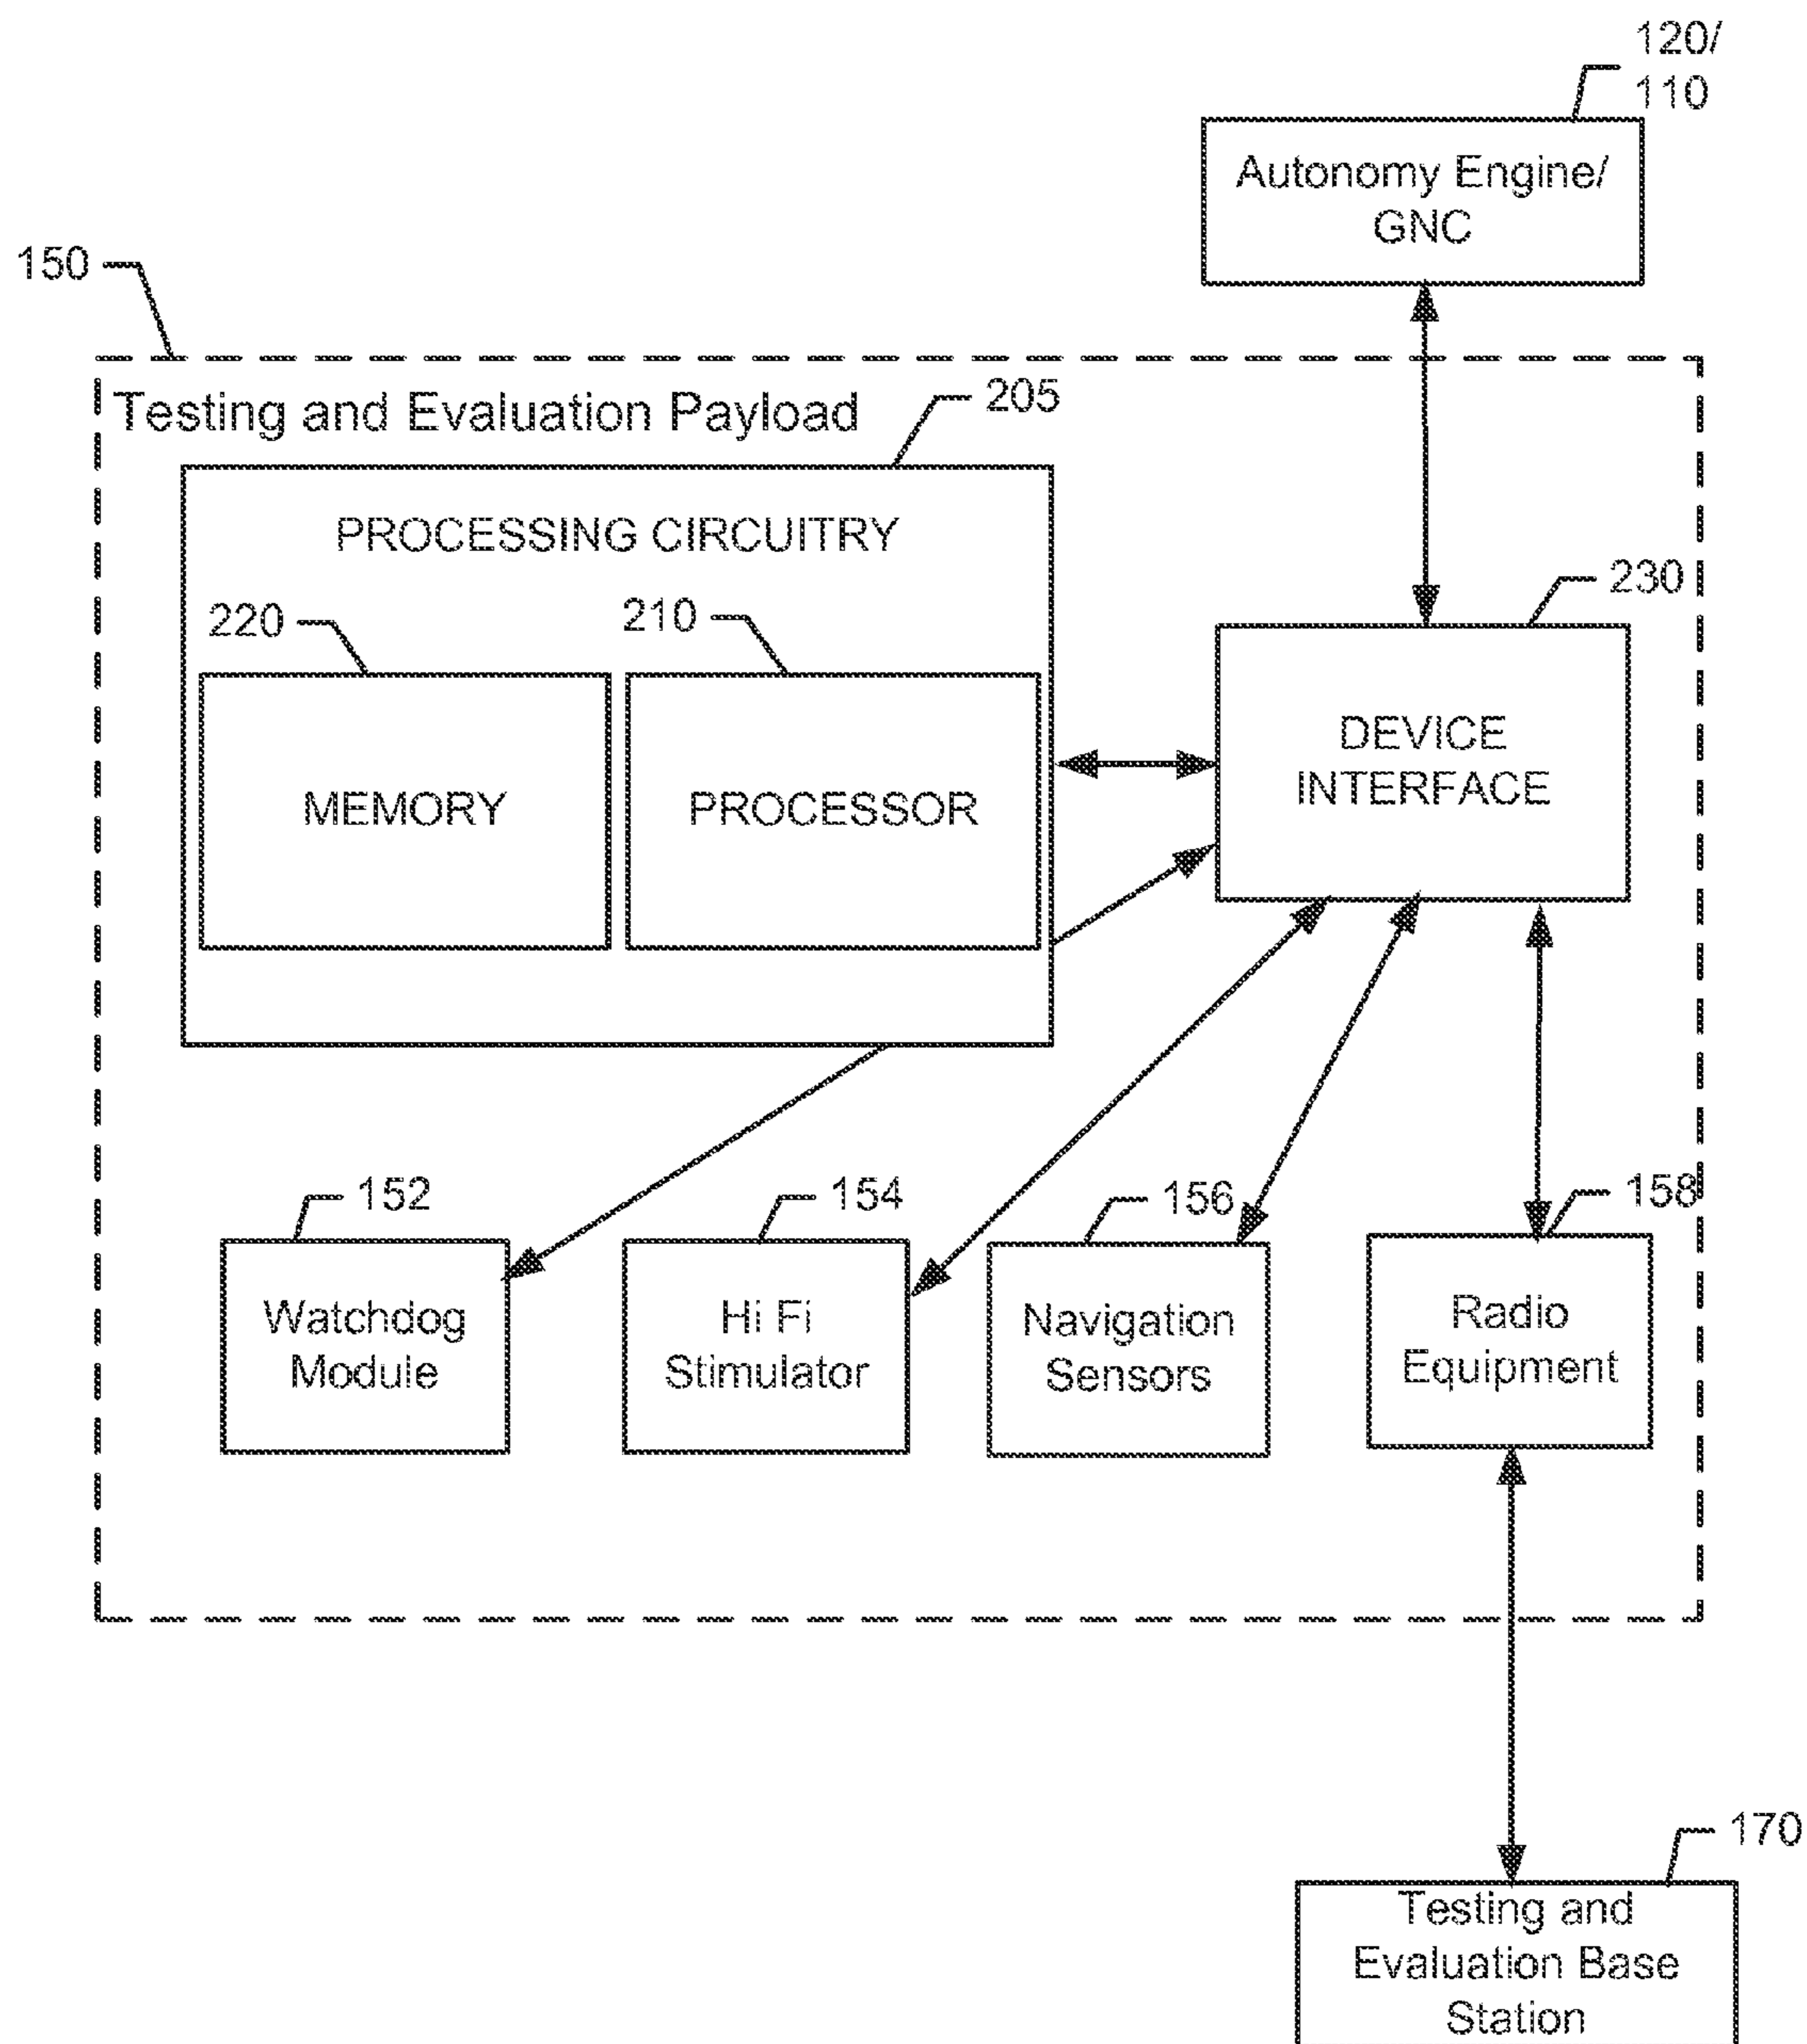 120/
110
Autonomy Engine/
GNC
150
Testing and Evaluation Payload
205
PROCESSING CIRCUITRY
230
220
210
DEVICE
INTERFACE
MEMORY
PROCESSOR
152
154
156
158
Watchdog
Module
Hi Fi
Stimulator
Navigation
Sensors
Radio
Equipment
170
Testing and
Evaluation Base
Station